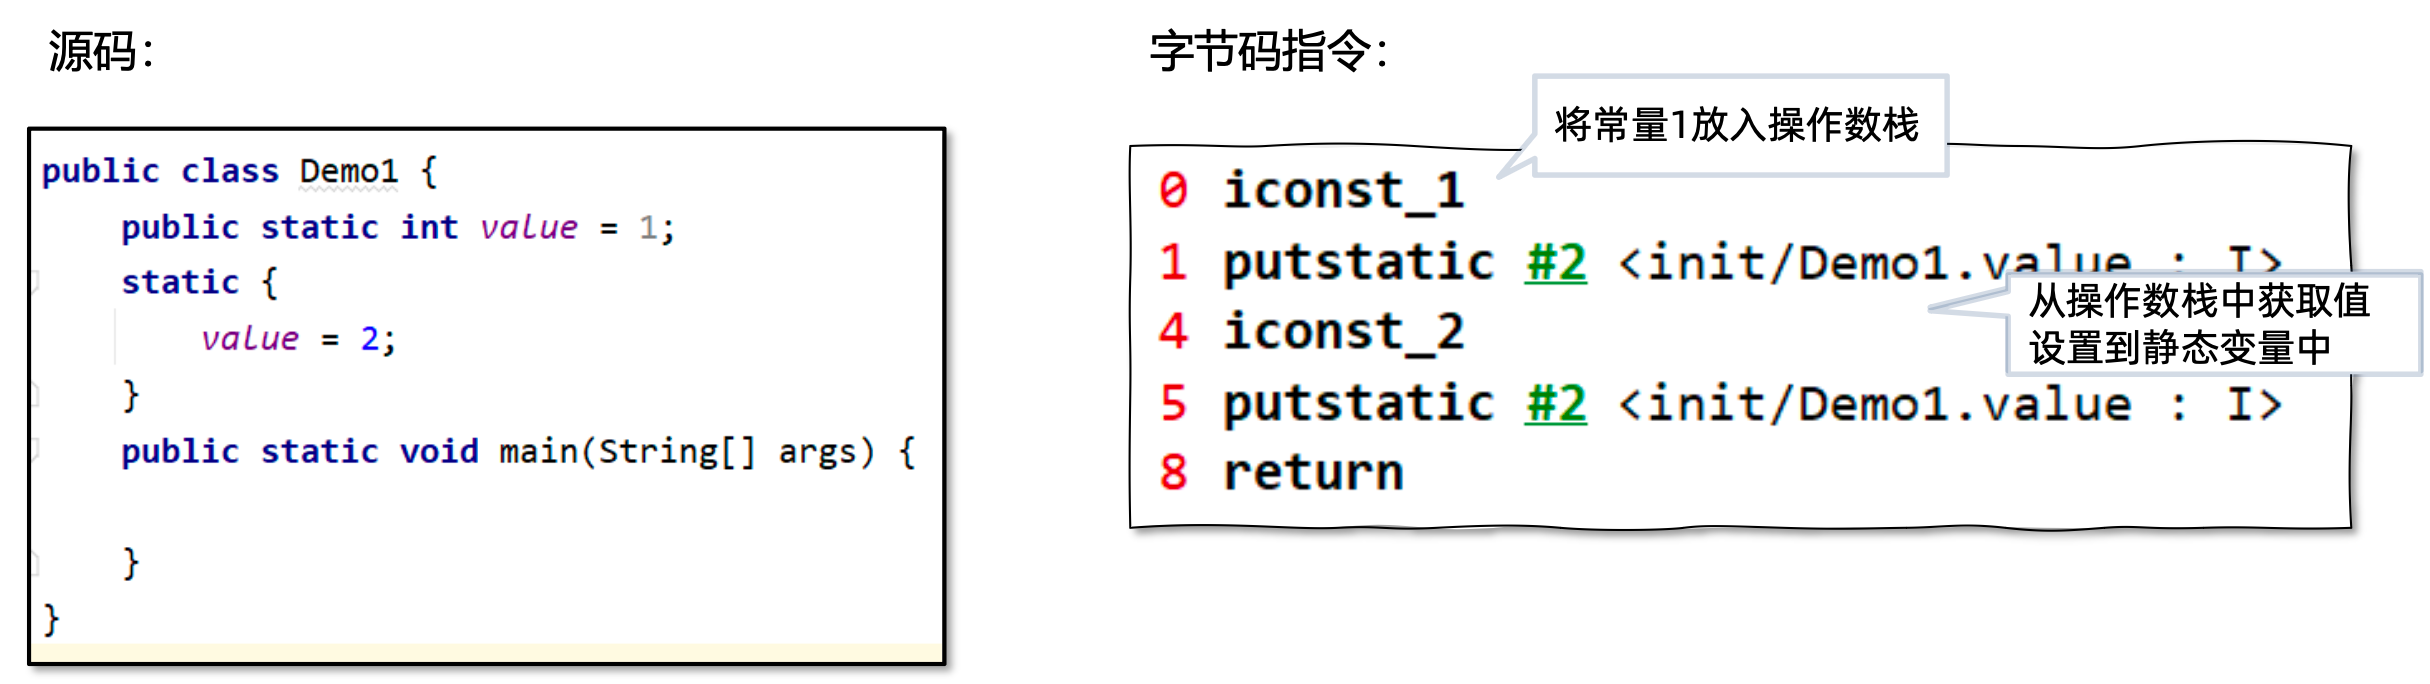 源码：
public class Demo1 {
    public static int value = 1;
    static {
        value = 2;
    }
    public static void main(String[] args) {
    }
}
字节码指令：
将常量1放入操作数栈
0 iconst_1
1 putstatic #2 <init/Demo1.value : I>
从操作数栈中获取值
设置到静态变量中
4 iconst_2
5 putstatic #2 <init/Demo1.value : I>
8 return